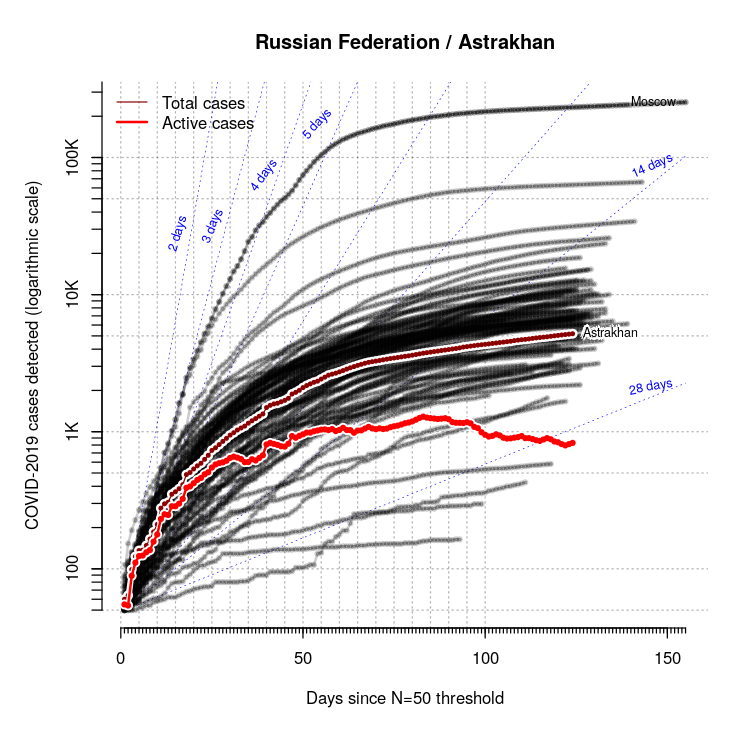 Russian Federation / Astrakhan
Total cases
Active cases
Moscow
5 days
4 days
14 days
3 days
2 days
Astrakhan
28 days
COVID-2019 cases detected (logarithmic scale)
100K
10K
1K
100
0 50 100 150
Days since N=50 threshold